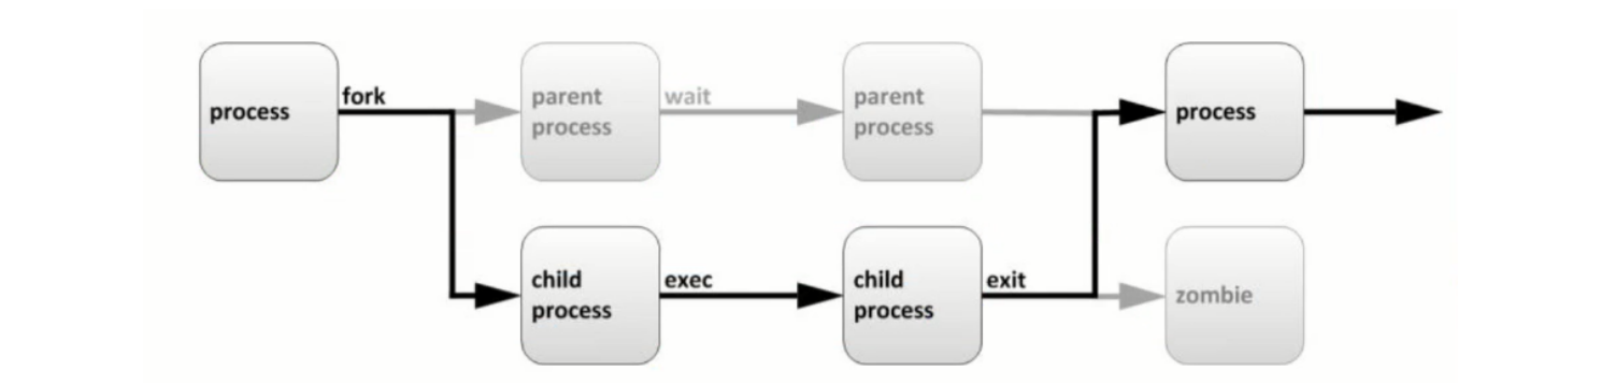 process
fork
parent
process
wait
parent
process
process
child
process
exec
child
process
exit
zombie